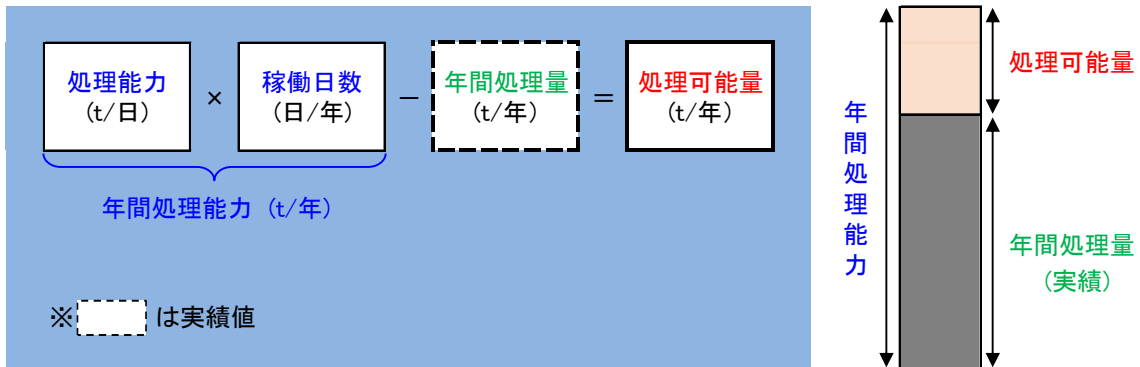 処理能力
(t/日)
×
稼働日数
(日/年)
－
年間処理量
(t/年)
＝
処理可能量
(t/年)
年間処理能力 (t/年)
※ は実績値
年間処理能力
処理可能量
年間処理量
(実績)